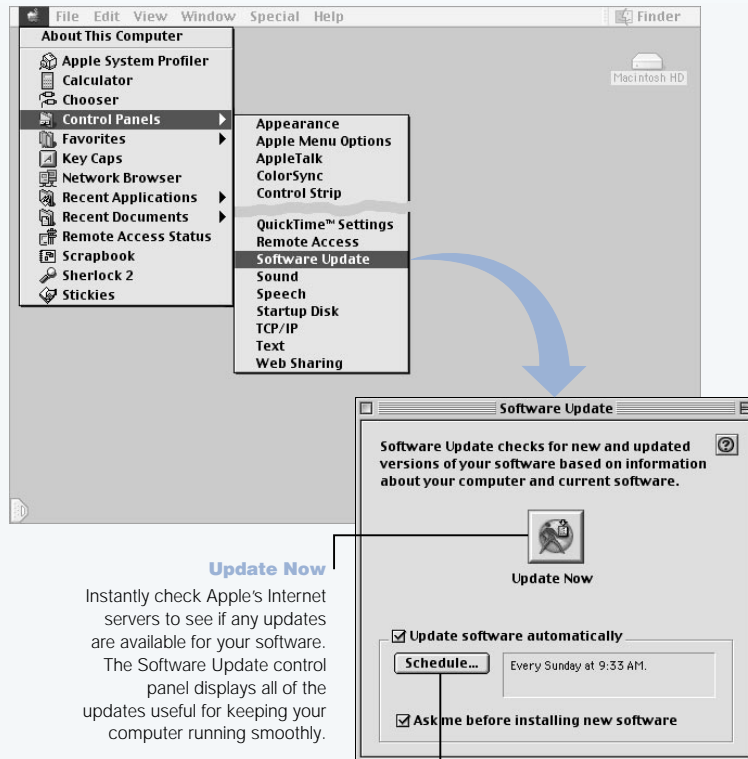 File Edit View Window Special Help
Finder
About This Computer
Apple System Profiler
Calculator
Chooser
Control Panels
Favorites
Key Caps
Network Browser
Recent Applications
Recent Documents
Remote Access Status
Scrapbook
Sherlock 2
Stickies
Macintosh HD
Appearance
Apple Menu Options
AppleTalk
ColorSync
Control Strip
QuickTime™ Settings
Remote Access
Software Update
Sound
Speech
Startup Disk
TCP/IP
Text
Web Sharing
Software Update
Software Update checks for new and updated
versions of your software based on information
about your computer and current software.
?
Update Now
Update software automatically
Schedule...
Every Sunday at 9:33 AM.
Ask me before installing new software
Update Now
Instantly check Apple's Internet
servers to see if any updates
are available for your software.
The Software Update control
panel displays all of the
updates useful for keeping your
computer running smoothly.